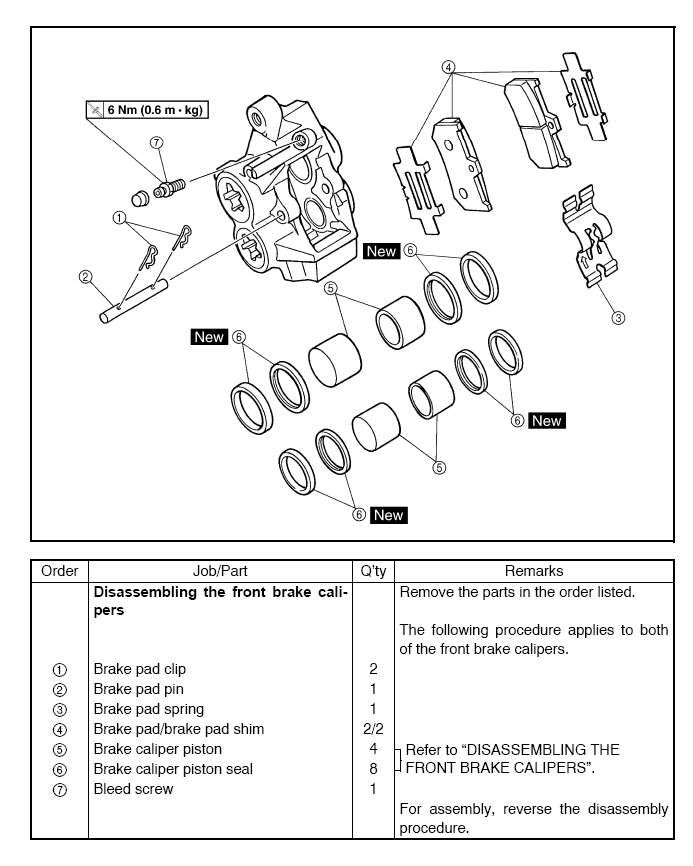 ④
6 Nm (0.6 m • kg)
⑦
①
New ⑥
②
⑤
③
New ⑥
⑥ New
⑤
⑥ New
Order Job/Part Q'ty Remarks
Disassembling the front brake cali- Remove the parts in the order listed.
pers
The following procedure applies to both
of the front brake calipers.
① Brake pad clip 2
② Brake pad pin 1
③ Brake pad spring 1
④ Brake pad/brake pad shim 2/2
⑤ Brake caliper piston 4 Refer to “DISASSEMBLING THE
⑥ Brake caliper piston seal 8 FRONT BRAKE CALIPERS”.
⑦ Bleed screw 1
For assembly, reverse the disassembly
procedure.